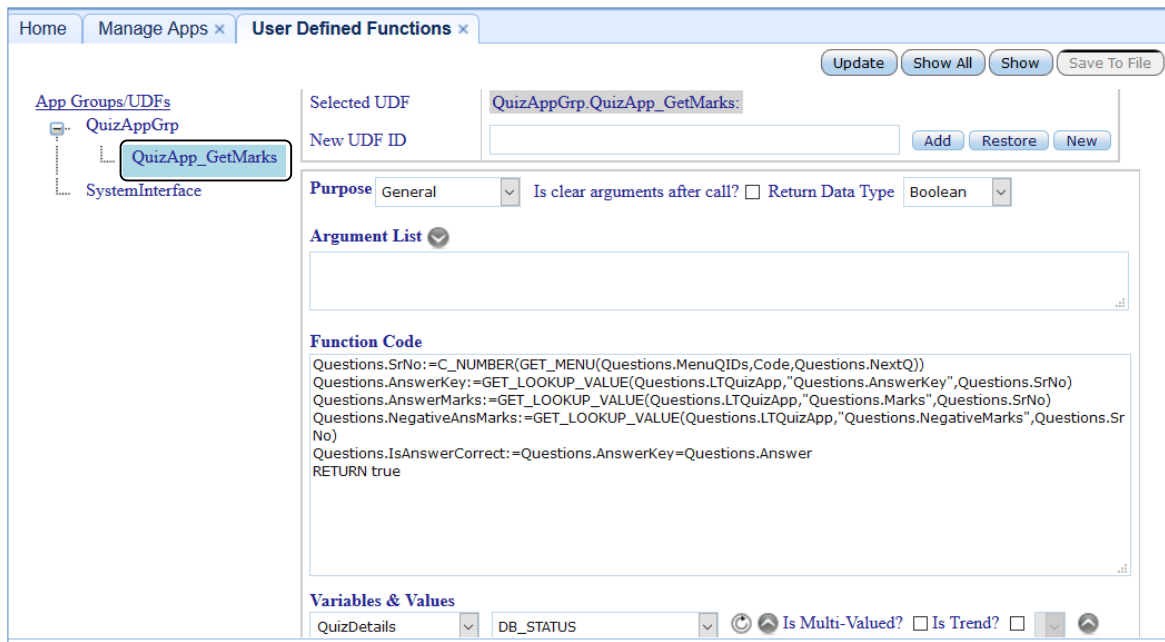 Home Manage Apps × User Defined Functions ×
Update Show All Show Save To File
App Groups/UDFs
QuizAppGrp
QuizApp_GetMarks
SystemInterface
Selected UDF QuizAppGrp.QuizApp_GetMarks:
New UDF ID Add Restore New
Purpose General Is clear arguments after call? Return Data Type Boolean
Argument List
Function Code
Questions.SrNo:=C_NUMBER(GET_MENU(Questions.MenuQIDs,Code,Questions.NextQ))
Questions.AnswerKey:=GET_LOOKUP_VALUE(Questions.LTQuizApp,"Questions.AnswerKey",Questions.SrNo)
Questions.AnswerMarks:=GET_LOOKUP_VALUE(Questions.LTQuizApp,"Questions.Marks",Questions.SrNo)
Questions.NegativeAnsMarks:=GET_LOOKUP_VALUE(Questions.LTQuizApp,"Questions.NegativeMarks",Questions.Sr
No)
Questions.IsAnswerCorrect:=Questions.AnswerKey=Questions.Answer
RETURN true
Variables & Values
QuizDetails DB_STATUS Is Multi-Valued? Is Trend?